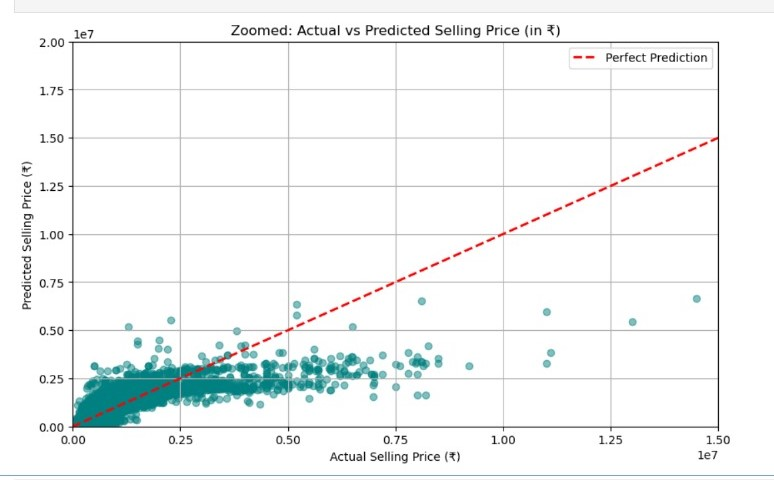 Zoomed: Actual vs Predicted Selling Price (in ₹)
1e7
2.00
1.75
1.50
1.25
1.00
0.75
0.50
0.25
0.00
Predicted Selling Price (₹)
Perfect Prediction
0.00 0.25 0.50 0.75 1.00 1.25 1.50
1e7
Actual Selling Price (₹)